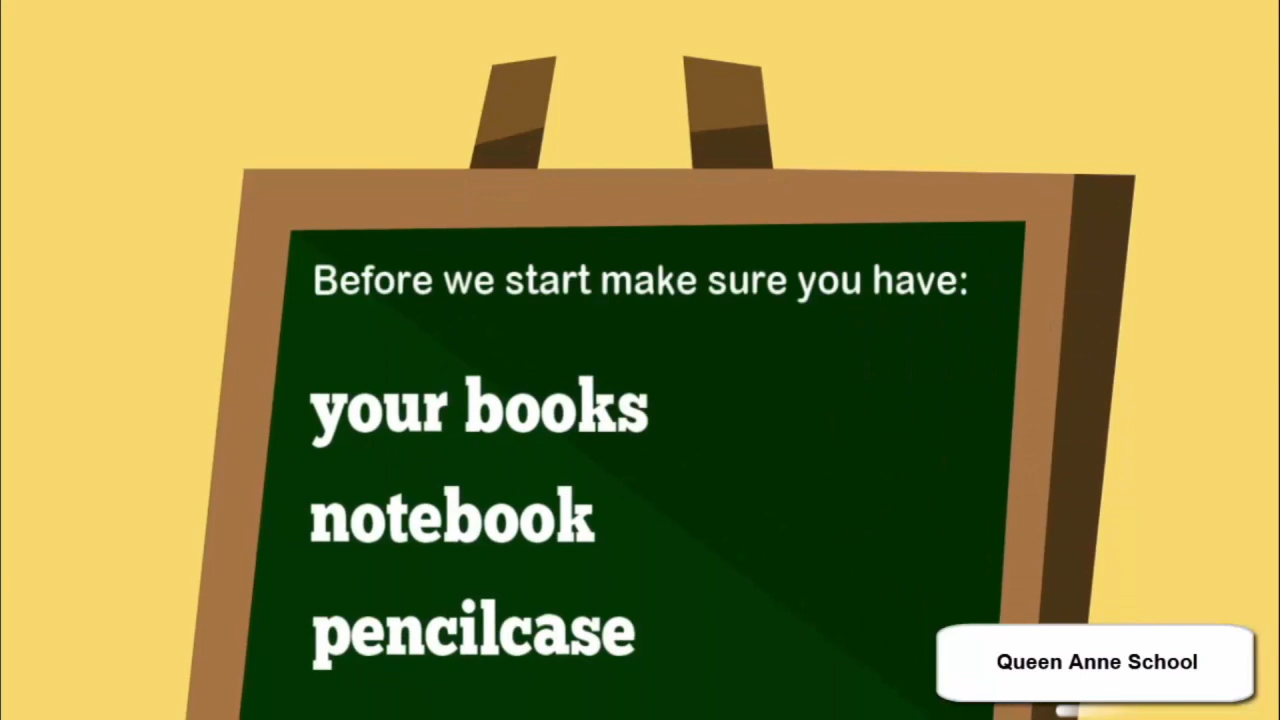 Before we start make sure you have:
your books
notebook
pencilcase
Queen Anne School